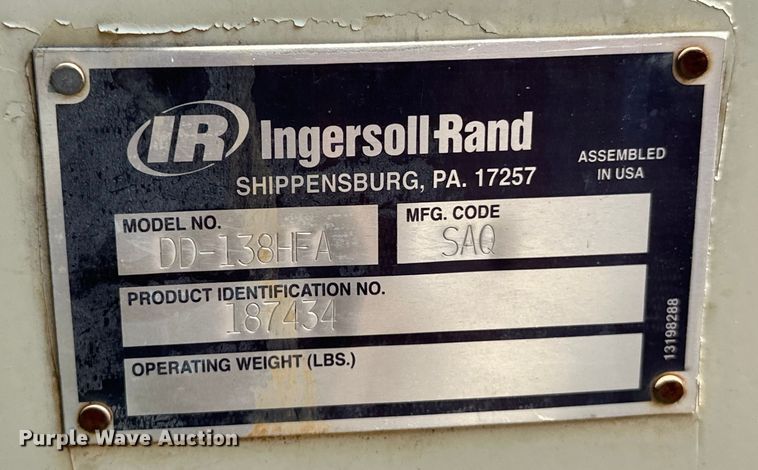 IR Ingersoll-Rand
SHIPPENSBURG, PA. 17257
ASSEMBLED
IN USA
MODEL NO.
DD-138HFA
MFG. CODE
SAQ
PRODUCT IDENTIFICATION NO.
187434
OPERATING WEIGHT (LBS.)
13198288
Purple Wave Auction